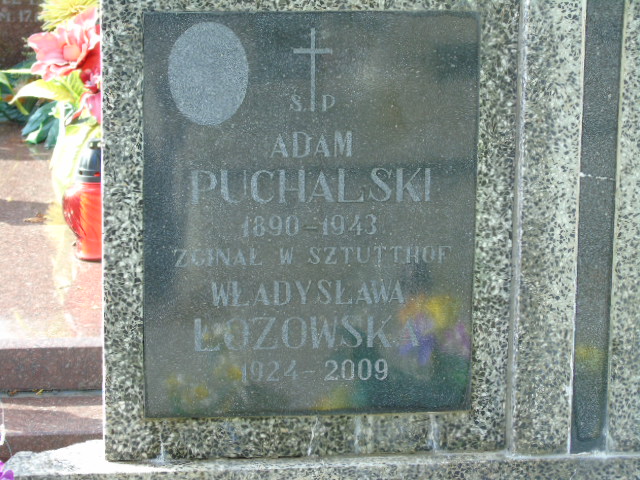 Ś P
ADAM
PUCHALSKI
1890-1943
ZGINĄŁ W SZTUTTHOF
WŁADYSŁAWA
ŁOZOWSKA
1924-2009